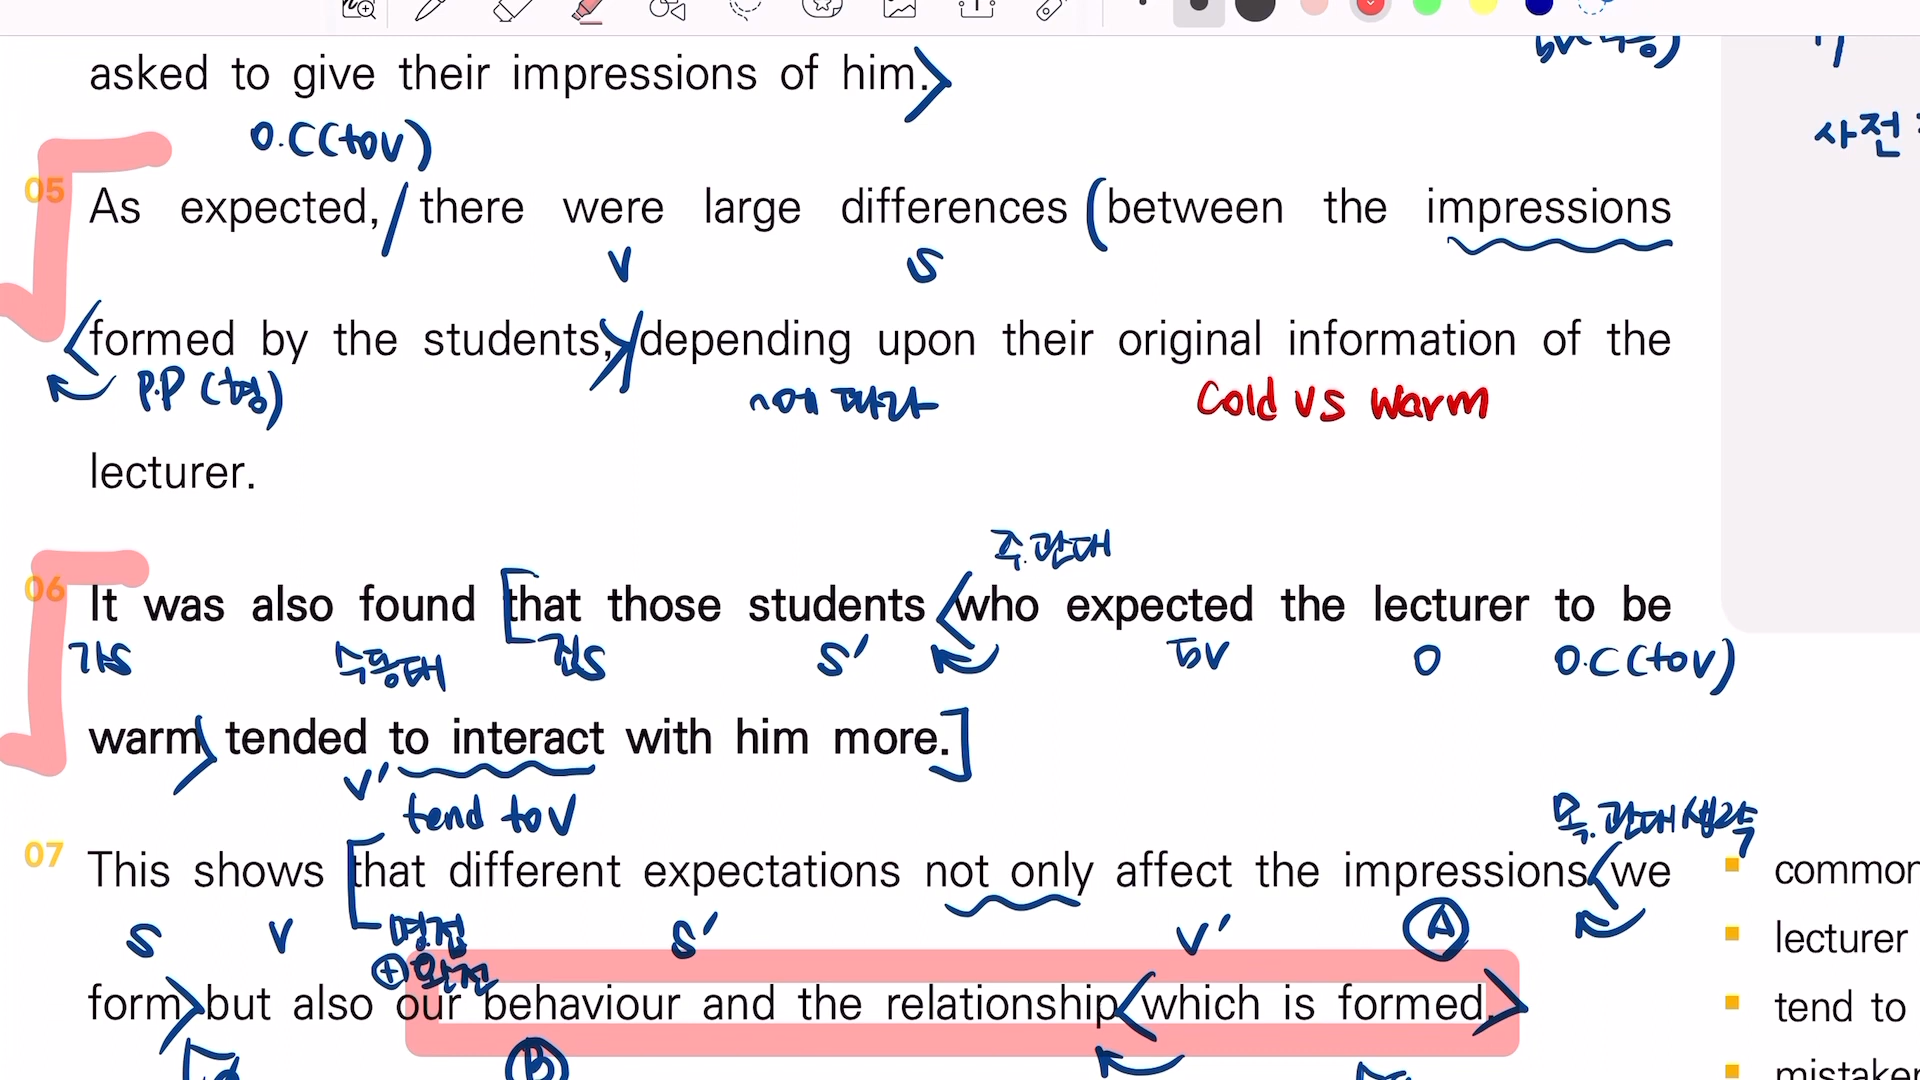 asked to give their impressions of him.
O.C(toV)
사전
05
As expected, there were large differences between the impressions
V
S
formed by the students, depending upon their original information of the
P.P (형)
~에 따라
Cold VS Warm
lecturer.
주.관대
06
It was also found that those students who expected the lecturer to be
가S
수동태
진S
S'
5V
O
O.C(toV)
warm tended to interact with him more.
V'
tend to V
목.관대생략
07
This shows that different expectations not only affect the impressions we
common
S
V
명.접
S'
V'
A
lecturer
+ 완전
form but also our behaviour and the relationship which is formed.
tend to
B